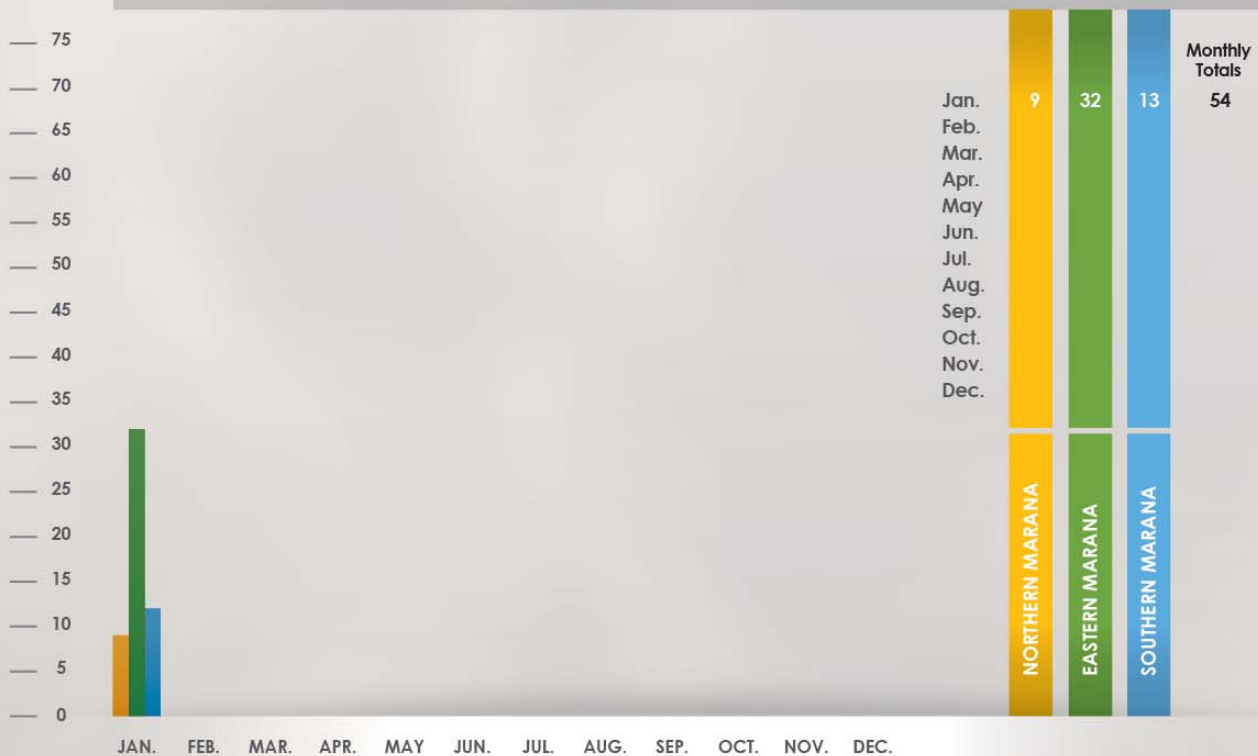 75
70
65
60
55
50
45
40
35
30
25
20
15
10
5
0
JAN. FEB. MAR. APR. MAY JUN. JUL. AUG. SEP. OCT. NOV. DEC.
Monthly
Totals
Jan. 9 32 13 54
Feb.
Mar.
Apr.
May
Jun.
Jul.
Aug.
Sep.
Oct.
Nov.
Dec.
NORTHERN MARANA
EASTERN MARANA
SOUTHERN MARANA